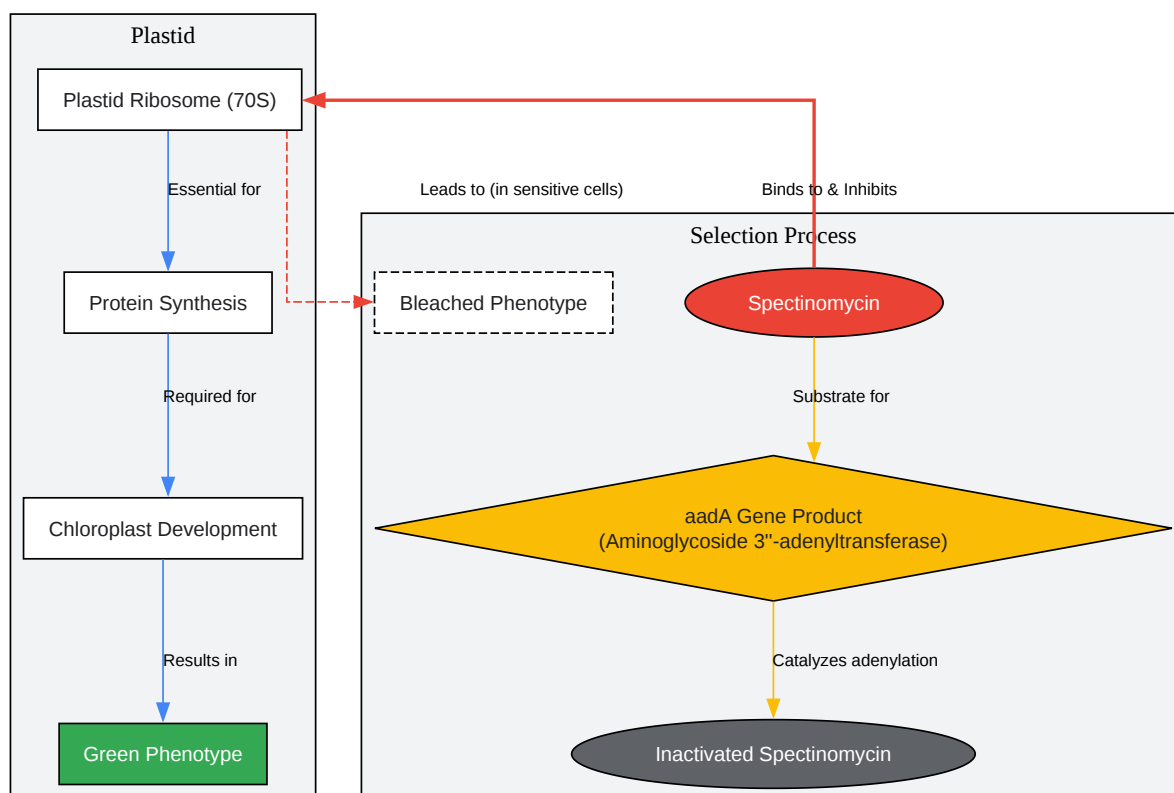 Plastid
Plastid Ribosome (70S)
Essential for
Leads to (in sensitive cells)
Binds to & Inhibits
Selection Process
Protein Synthesis
Bleached Phenotype
Spectinomycin
Required for
Substrate for
Chloroplast Development
aadA Gene Product
(Aminoglycoside 3''-adenyltransferase)
Results in
Catalyzes adenylation
Green Phenotype
Inactivated Spectinomycin